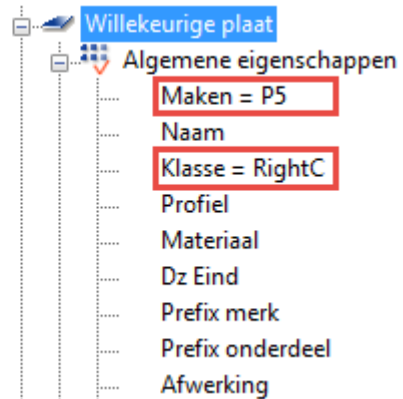 Willekeurige plaat
Algemene eigenschappen
Maken = P5
Naam
Klasse = RightC
Profiel
Materiaal
Dz Eind
Prefix merk
Prefix onderdeel
Afwerking